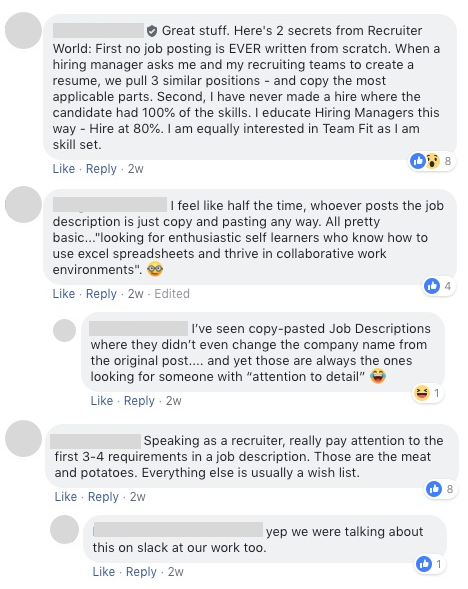 Great stuff. Here's 2 secrets from Recruiter
World: First no job posting is EVER written from scratch. When a
hiring manager asks me and my recruiting teams to create a
resume, we pull 3 similar positions - and copy the most
applicable parts. Second, I have never made a hire where the
candidate had 100% of the skills. I educate Hiring Managers this
way - Hire at 80%. I am equally interested in Team Fit as I am
skill set.
8
Like · Reply · 2w
I feel like half the time, whoever posts the job
description is just copy and pasting any way. All pretty
basic..."looking for enthusiastic self learners who know how to
use excel spreadsheets and thrive in collaborative work
environments". 🤓
4
Like · Reply · 2w · Edited
I've seen copy-pasted Job Descriptions
where they didn't even change the company name from
the original post.... and yet those are always the ones
looking for someone with “attention to detail” 😂
1
Like · Reply · 2w
Speaking as a recruiter, really pay attention to the
first 3-4 requirements in a job description. Those are the meat
and potatoes. Everything else is usually a wish list.
8
Like · Reply · 2w
yep we were talking about
this on slack at our work too.
1
Like · Reply · 2w